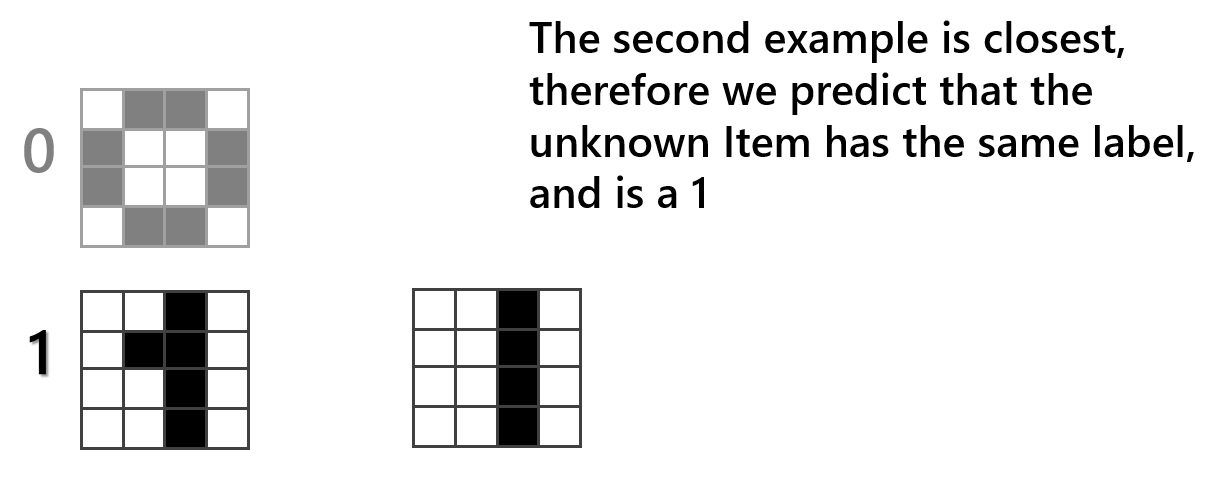 The second example is closest,
therefore we predict that the
unknown Item has the same label,
and is a 1
0
1